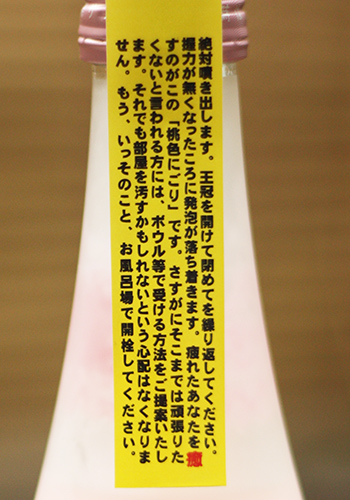 絶対噴き出します。王冠を開けて閉めてを繰り返してください。
握力が無くなったころに発泡が落ち着きます。疲れたあなたを癒
すのがこの「桃色にごり」です。さすがにそこまでは頑張りた
くないと言われる方には、ボウル等で受ける方法をご提案いたし
ます。それでも部屋を汚すかもしれないという心配はなくなりま
せん。もう、いっそのこと、お風呂場で開栓してください。